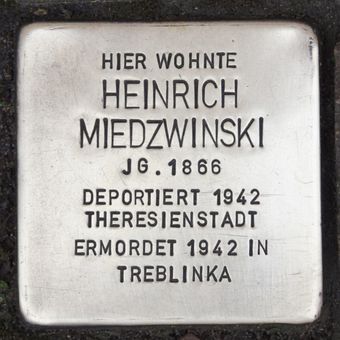 HIER WOHNTE
HEINRICH
MIEDZWINSKI
JG. 1866
DEPORTIERT 1942
THERESIENSTADT
ERMORDET 1942 IN
TREBLINKA